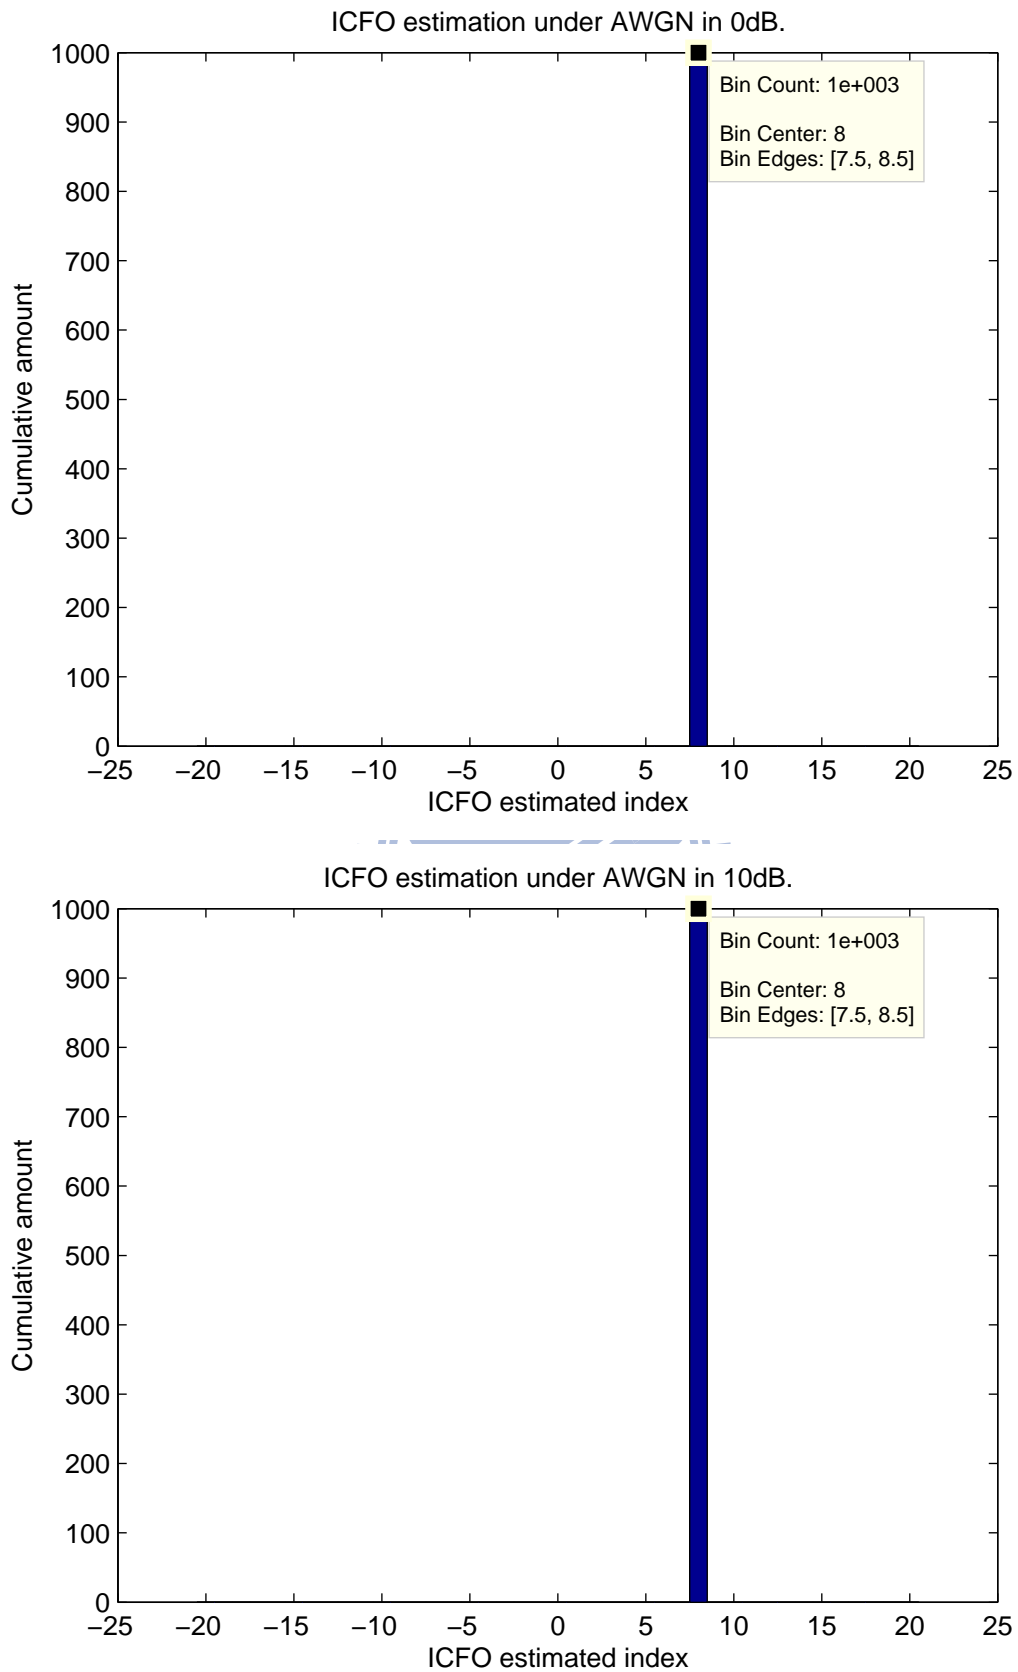 ICFO estimation under AWGN in 0dB.
1000
900
800
700
600
500
400
300
200
100
0
Cumulative amount
Bin Count: 1e+003
Bin Center: 8
Bin Edges: [7.5, 8.5]
−25 −20 −15 −10 −5 0 5 10 15 20 25
ICFO estimated index
ICFO estimation under AWGN in 10dB.
1000
900
800
700
600
500
400
300
200
100
0
Cumulative amount
Bin Count: 1e+003
Bin Center: 8
Bin Edges: [7.5, 8.5]
−25 −20 −15 −10 −5 0 5 10 15 20 25
ICFO estimated index